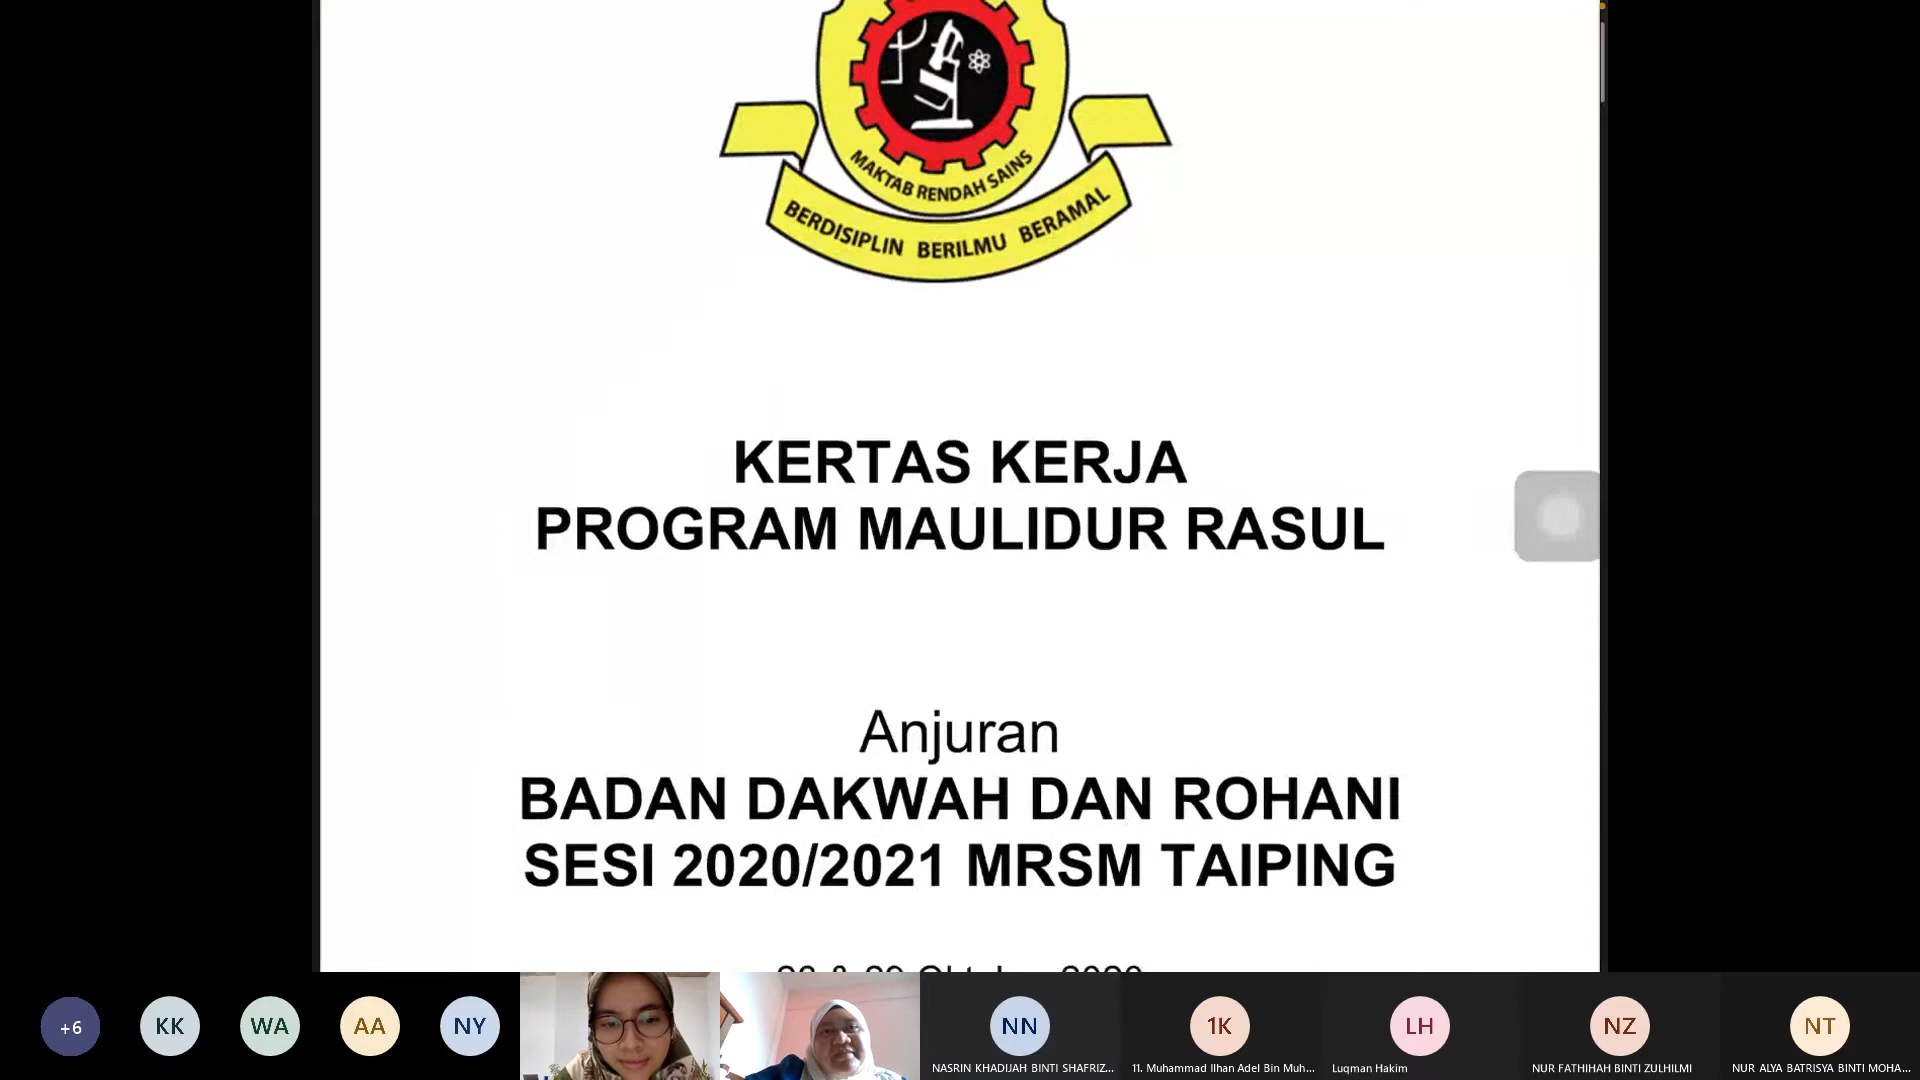 MAKTAB RENDAH SAINS
BERDISIPLIN BERILMU BERAMAL
KERTAS KERJA
PROGRAM MAULIDUR RASUL
Anjuran
BADAN DAKWAH DAN ROHANI
SESI 2020/2021 MRSM TAIPING
+6
KK
WA
AA
NY
NN
1K
LH
NZ
NT
NASRIN KHADIJAH BINTI SHAFRIZ...
11. Muhammad Ilhan Adel Bin Muh...
Luqman Hakim
NUR FATHIHAH BINTI ZULHILMI
NUR ALYA BATRISYA BINTI MOHA...